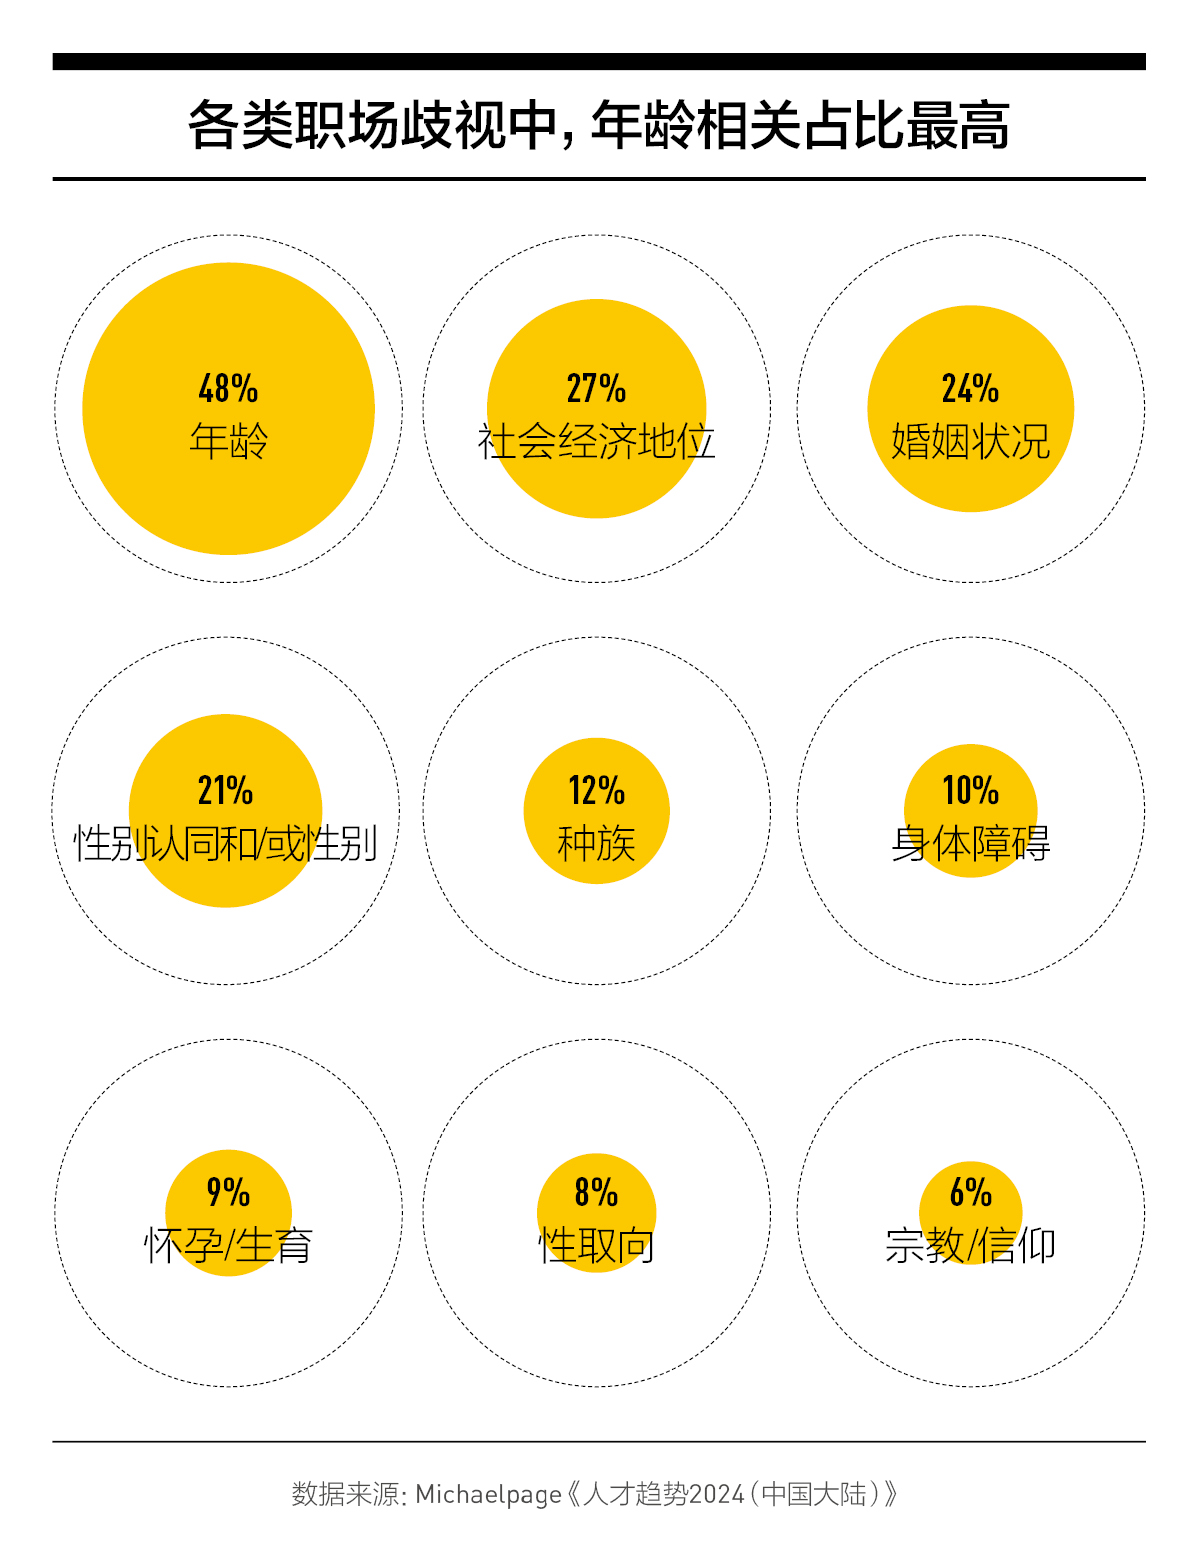 各类职场歧视中，年龄相关占比最高
48%
年龄
27%
社会经济地位
24%
婚姻状况
21%
性别认同和/或性别
12%
种族
10%
身体障碍
9%
怀孕/生育
8%
性取向
6%
宗教/信仰
数据来源：Michaelpage《人才趋势2024（中国大陆）》